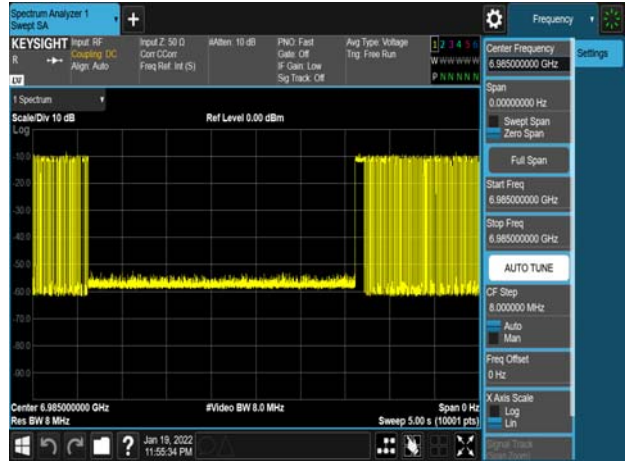 Spectrum Analyzer 1
Swept SA
Frequency
KEYSIGHT
Input: RF
Coupling: DC
Align: Auto
Input Z: 50 Ω
Corr CCorr
Freq Ref: Int (S)
#Atten: 10 dB
PNO: Fast
Gate: Off
IF Gain: Low
Sig Track: Off
Avg Type: Voltage
Trig: Free Run
1 2 3 4 5 6
W W W W W W
P N N N N N
R
LV
1 Spectrum
Scale/Div 10 dB
Ref Level 0.00 dBm
Log
-10.0
-20.0
-30.0
-40.0
-50.0
-60.0
-70.0
-80.0
-90.0
Center 6.985000000 GHz
#Video BW 8.0 MHz
Span 0 Hz
Res BW 8 MHz
Sweep 5.00 s (10001 pts)
Jan 19, 2022
11:55:34 PM
Settings
Center Frequency
6.985000000 GHz
Span
0.00000000 Hz
Swept Span
Zero Span
Full Span
Start Freq
6.985000000 GHz
Stop Freq
6.985000000 GHz
AUTO TUNE
CF Step
8.000000 MHz
Auto
Man
Freq Offset
0 Hz
X Axis Scale
Log
Lin
Signal Track
(Span Zoom)